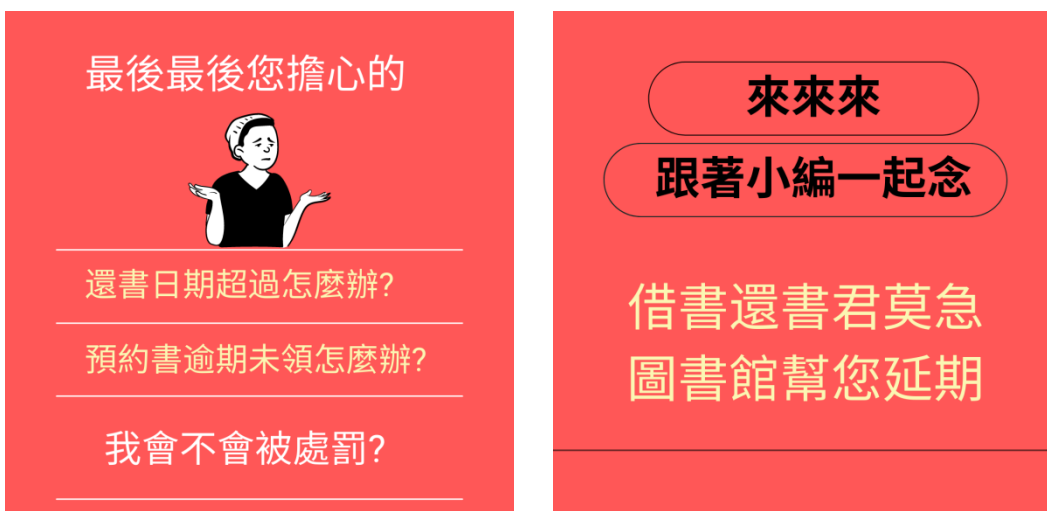 最後最後您擔心的
還書日期超過怎麼辦?
預約書逾期未領怎麼辦?
我會不會被處罰?
來來來
跟著小編一起念
借書還書君莫急
圖書館幫您延期